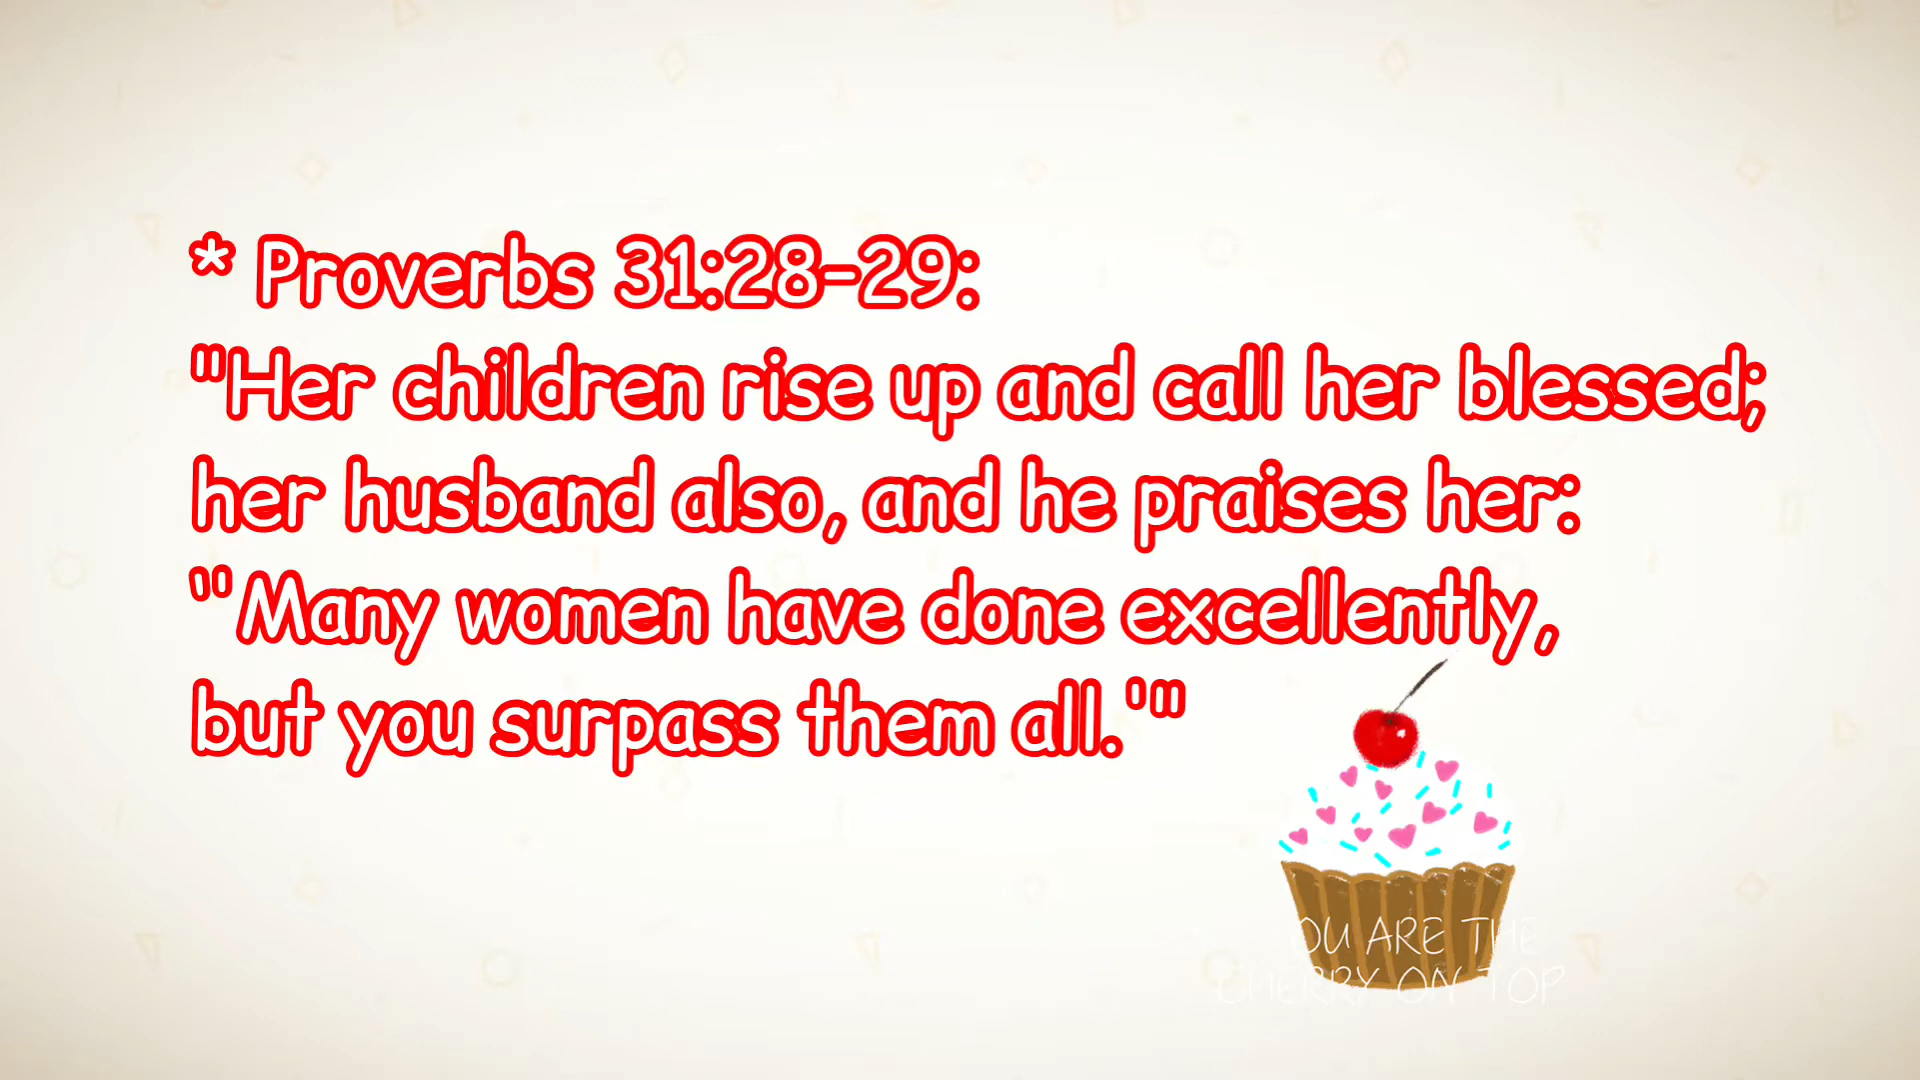 * Proverbs 31:28-29:
"Her children rise up and call her blessed;
her husband also, and he praises her:
''Many women have done excellently,
but you surpass them all.'"
YOU ARE THE
CHERRY ON TOP